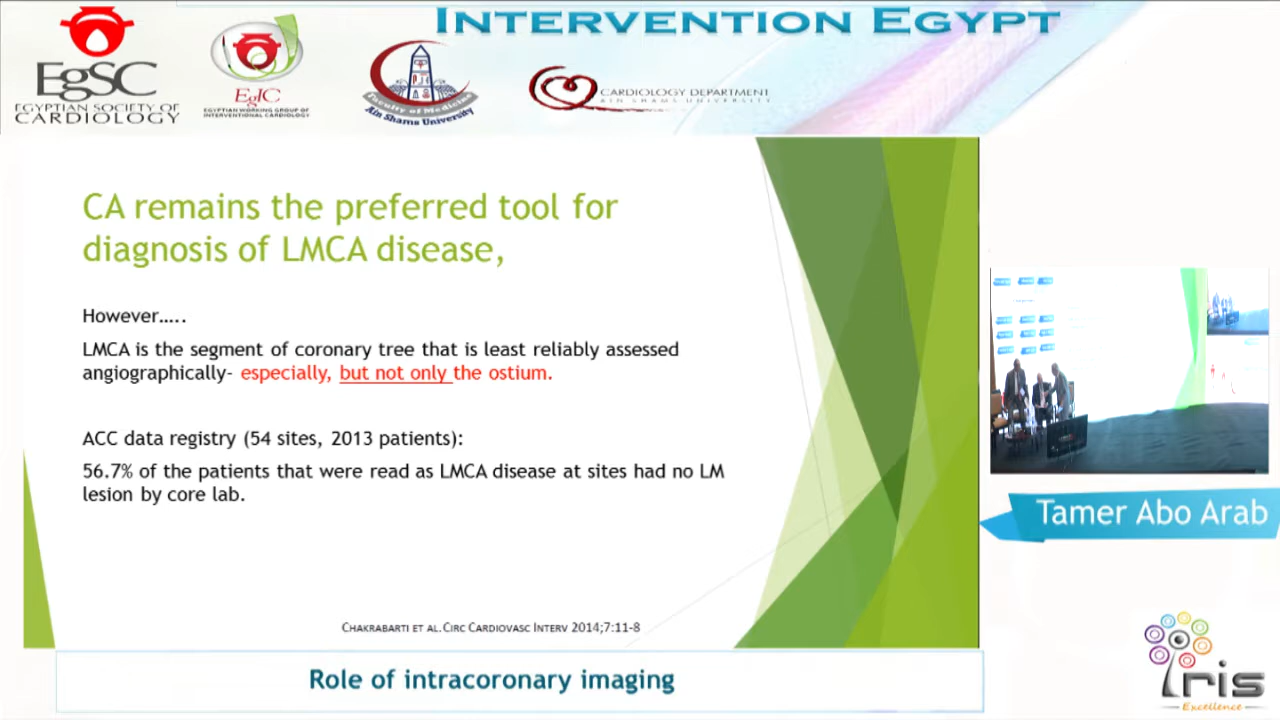 INTERVENTION EGYPT
EgSC
EGYPTIAN SOCIETY OF
CARDIOLOGY
EgIC
EGYPTIAN WORKING GROUP OF
INTERVENTIONAL CARDIOLOGY
Faculty of Medicine
Ain Shams University
CARDIOLOGY DEPARTMENT
AIN SHAMS UNIVERSITY
CA remains the preferred tool for
diagnosis of LMCA disease,
However…..
LMCA is the segment of coronary tree that is least reliably assessed
angiographically- especially, but not only the ostium.
ACC data registry (54 sites, 2013 patients):
56.7% of the patients that were read as LMCA disease at sites had no LM
lesion by core lab.
CHAKRABARTI ET AL.CIRC CARDIOVASC INTERV 2014;7:11-8
Tamer Abo Arab
Role of intracoronary imaging
Iris
Excellence